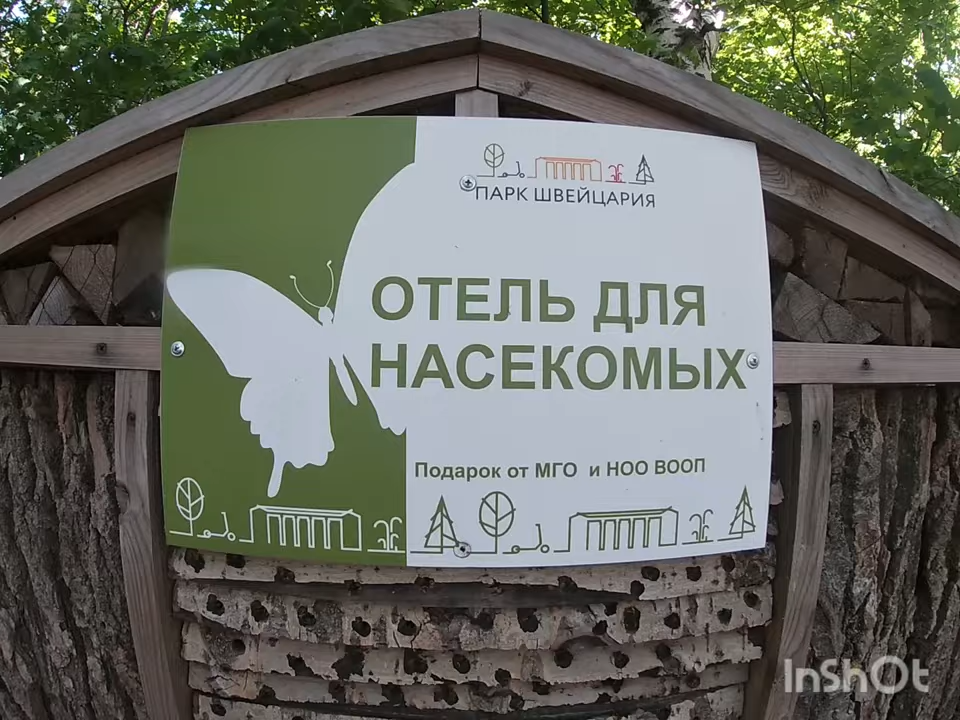 ПАРК ШВЕЙЦАРИЯ
ОТЕЛЬ ДЛЯ
НАСЕКОМЫХ
Подарок от МГО и НОО ВООП
InShOt